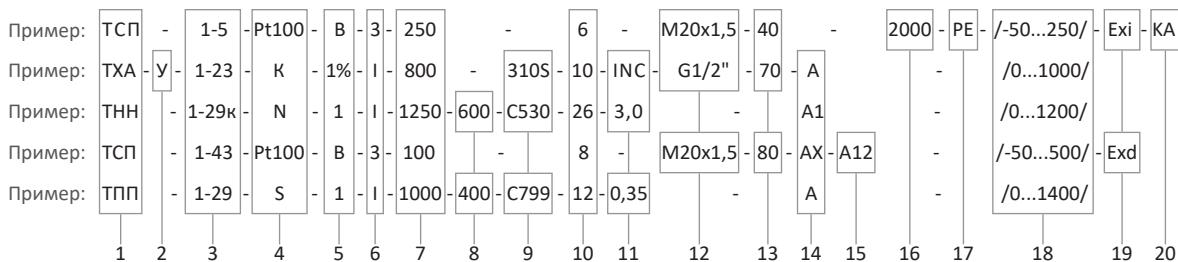 Пример: ТСП - 1-5 - Pt100 - B - 3 - 250 - 6 - M20x1,5 - 40 - 2000 - PE - /-50...250/ - Exi - KA
Пример: ТХА - У - 1-23 - К - 1% - I - 800 - 310S - 10 - INC - G1/2" - 70 - A - /0...1000/
Пример: ТНН - 1-29к - N - 1 - I - 1250 - 600 - C530 - 26 - 3,0 - A1 - /0...1200/
Пример: ТСП - 1-43 - Pt100 - B - 3 - 100 - 8 - M20x1,5 - 80 - AX - A12 - /-50...500/ - Exd
Пример: ТПП - 1-29 - S - 1 - I - 1000 - 400 - C799 - 12 - 0,35 - A - /0...1400/
1 2 3 4 5 6 7 8 9 10 11 12 13 14 15 16 17 18 19 20